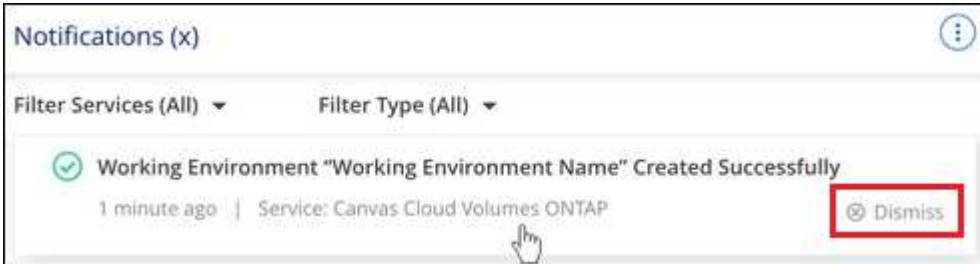 Notifications (x)
Filter Services (All) Filter Type (All)
Working Environment “Working Environment Name” Created Successfully
1 minute ago | Service: Canvas Cloud Volumes ONTAP
Dismiss